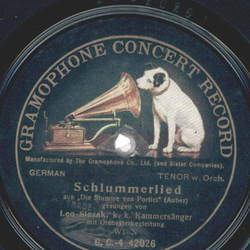 GRAMOPHONE CONCERT RECORD
Manufactured by The Gramophone Co., Ltd. (and Sister Companies).
GERMAN
TENOR w. Orch.
Schlummerlied
aus „Die Stumme von Portici" (Auber)
gesungen von
Leo Slezak, k. k. Kammersänger
mit Orchesterbegleitung
WIEN
G. C.-4 42026